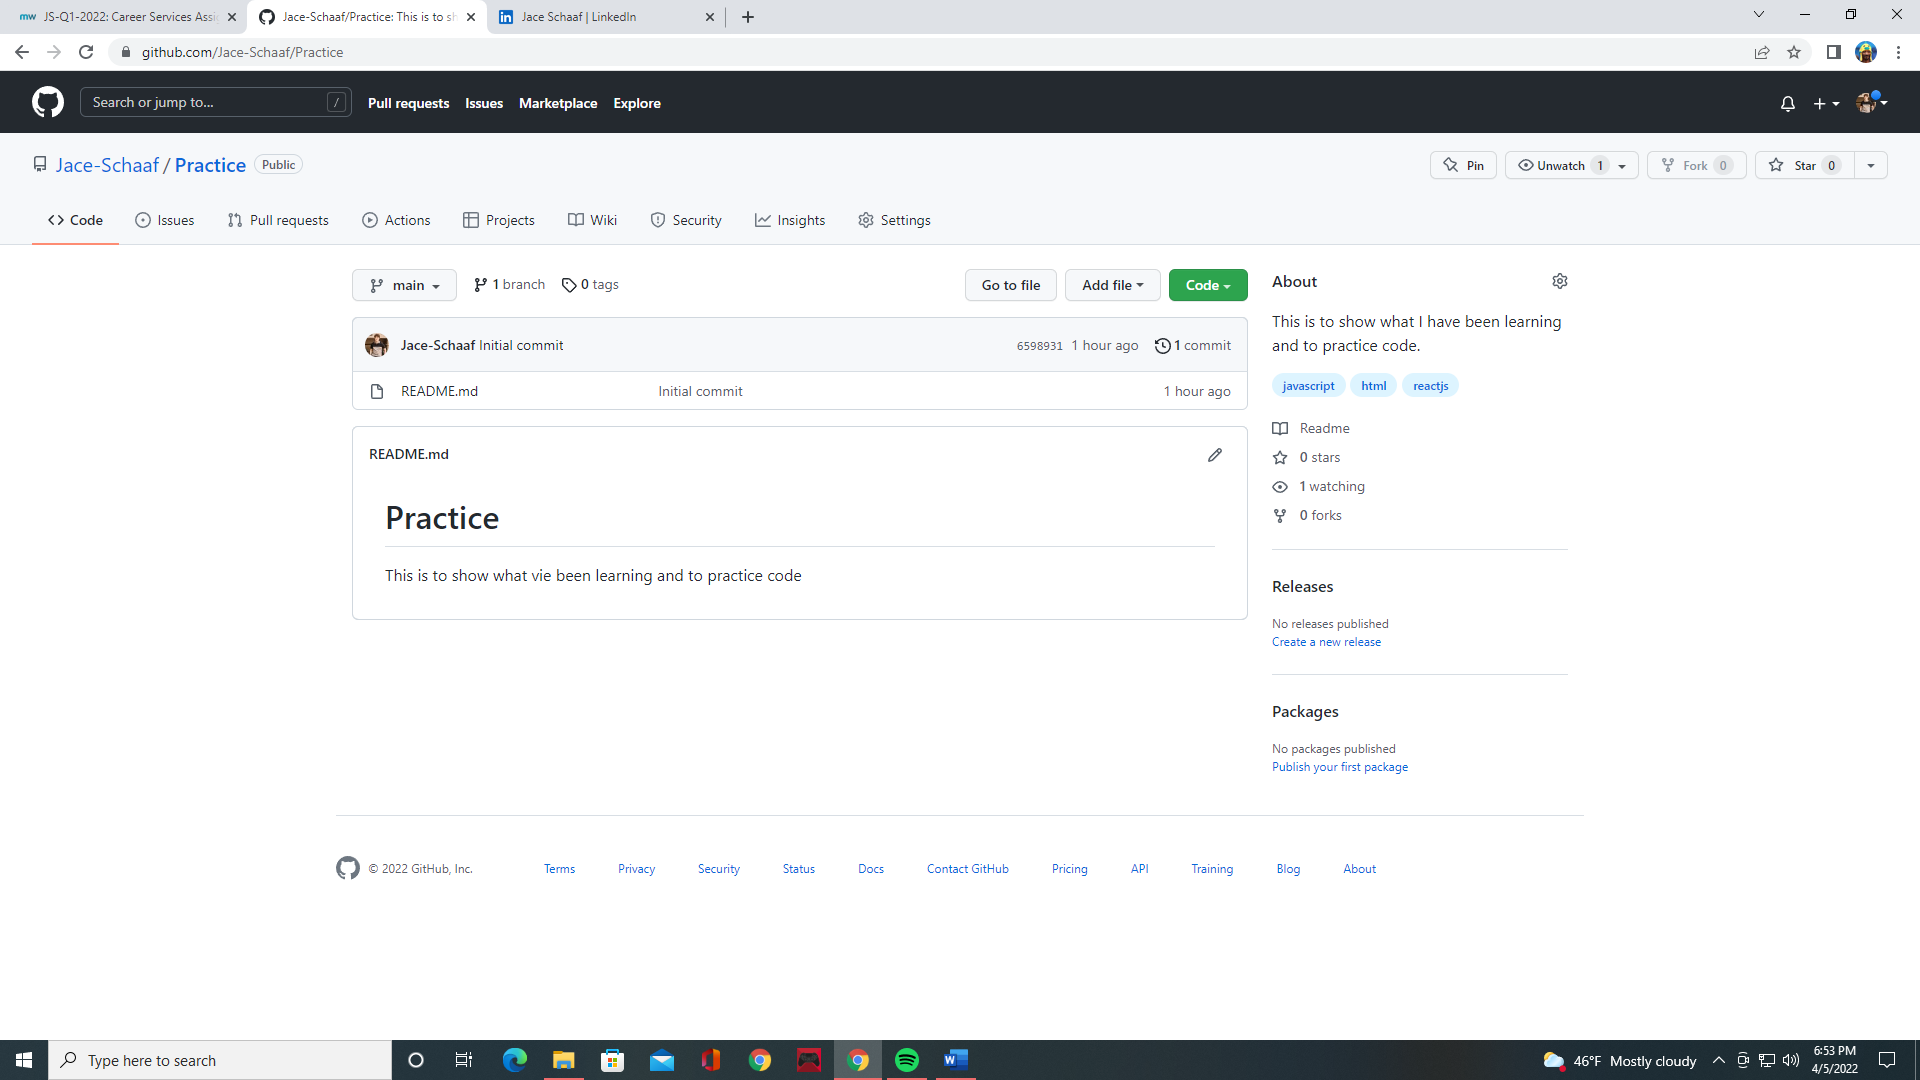 mw JS-Q1-2022: Career Services Assi
Jace-Schaaf/Practice: This is to sh
in Jace Schaaf | LinkedIn
github.com/Jace-Schaaf/Practice
Search or jump to... /
Pull requests Issues Marketplace Explore
Jace-Schaaf / Practice Public
Pin Unwatch 1 Fork 0 Star 0
Code Issues Pull requests Actions Projects Wiki Security Insights Settings
main 1 branch 0 tags Go to file Add file Code
Jace-Schaaf Initial commit 6598931 1 hour ago 1 commit
README.md Initial commit 1 hour ago
README.md
Practice
This is to show what vie been learning and to practice code
About
This is to show what I have been learning
and to practice code.
javascript html reactjs
Readme
0 stars
1 watching
0 forks
Releases
No releases published
Create a new release
Packages
No packages published
Publish your first package
© 2022 GitHub, Inc. Terms Privacy Security Status Docs Contact GitHub Pricing API Training Blog About
Type here to search
W
46°F Mostly cloudy
6:53 PM
4/5/2022